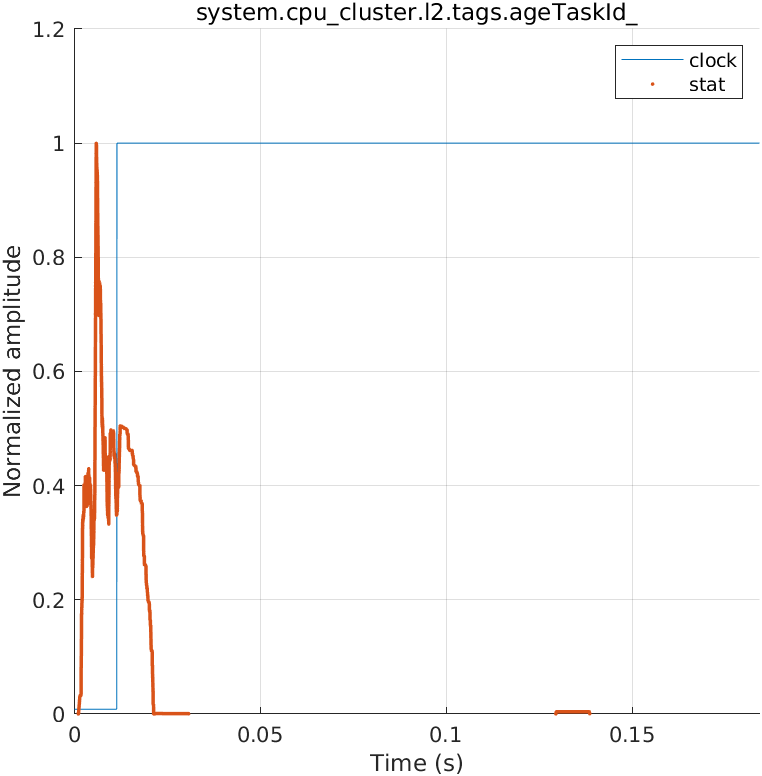 system.cpu_cluster.l2.tags.ageTaskId_
1.2
clock
stat
1
0.8
0.6
0.4
0.2
0
Normalized amplitude
0
0.05
0.1
0.15
Time (s)